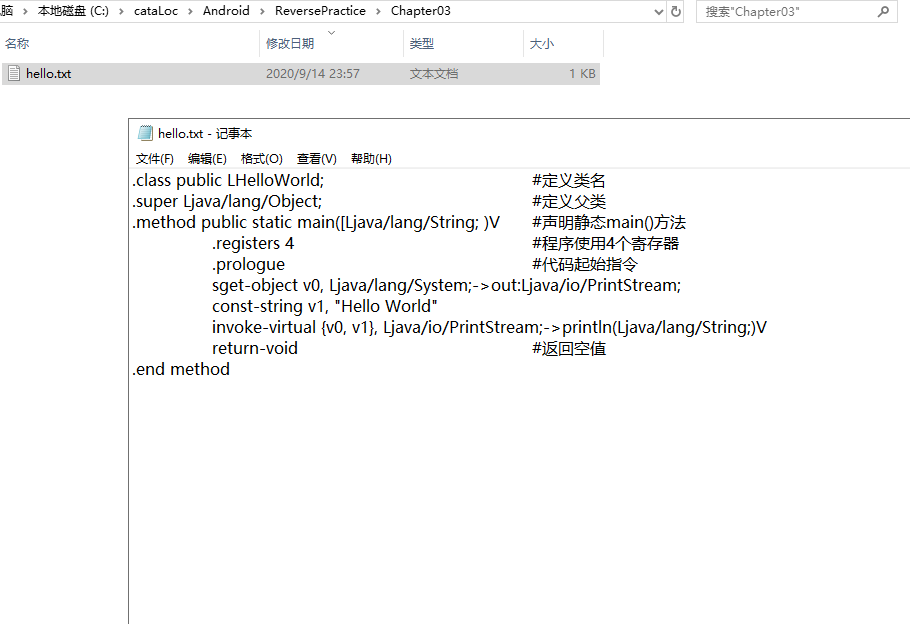 脑 › 本地磁盘 (C:) › cataLoc › Android › ReversePractice › Chapter03 搜索"Chapter03"
名称 修改日期 类型 大小
hello.txt 2020/9/14 23:57 文本文档 1 KB
hello.txt - 记事本
文件(F) 编辑(E) 格式(O) 查看(V) 帮助(H)
.class public LHelloWorld; #定义类名
.super Ljava/lang/Object; #定义父类
.method public static main([Ljava/lang/String; )V #声明静态main()方法
.registers 4 #程序使用4个寄存器
.prologue #代码起始指令
sget-object v0, Ljava/lang/System;->out:Ljava/io/PrintStream;
const-string v1, "Hello World"
invoke-virtual {v0, v1}, Ljava/io/PrintStream;->println(Ljava/lang/String;)V
return-void #返回空值
.end method